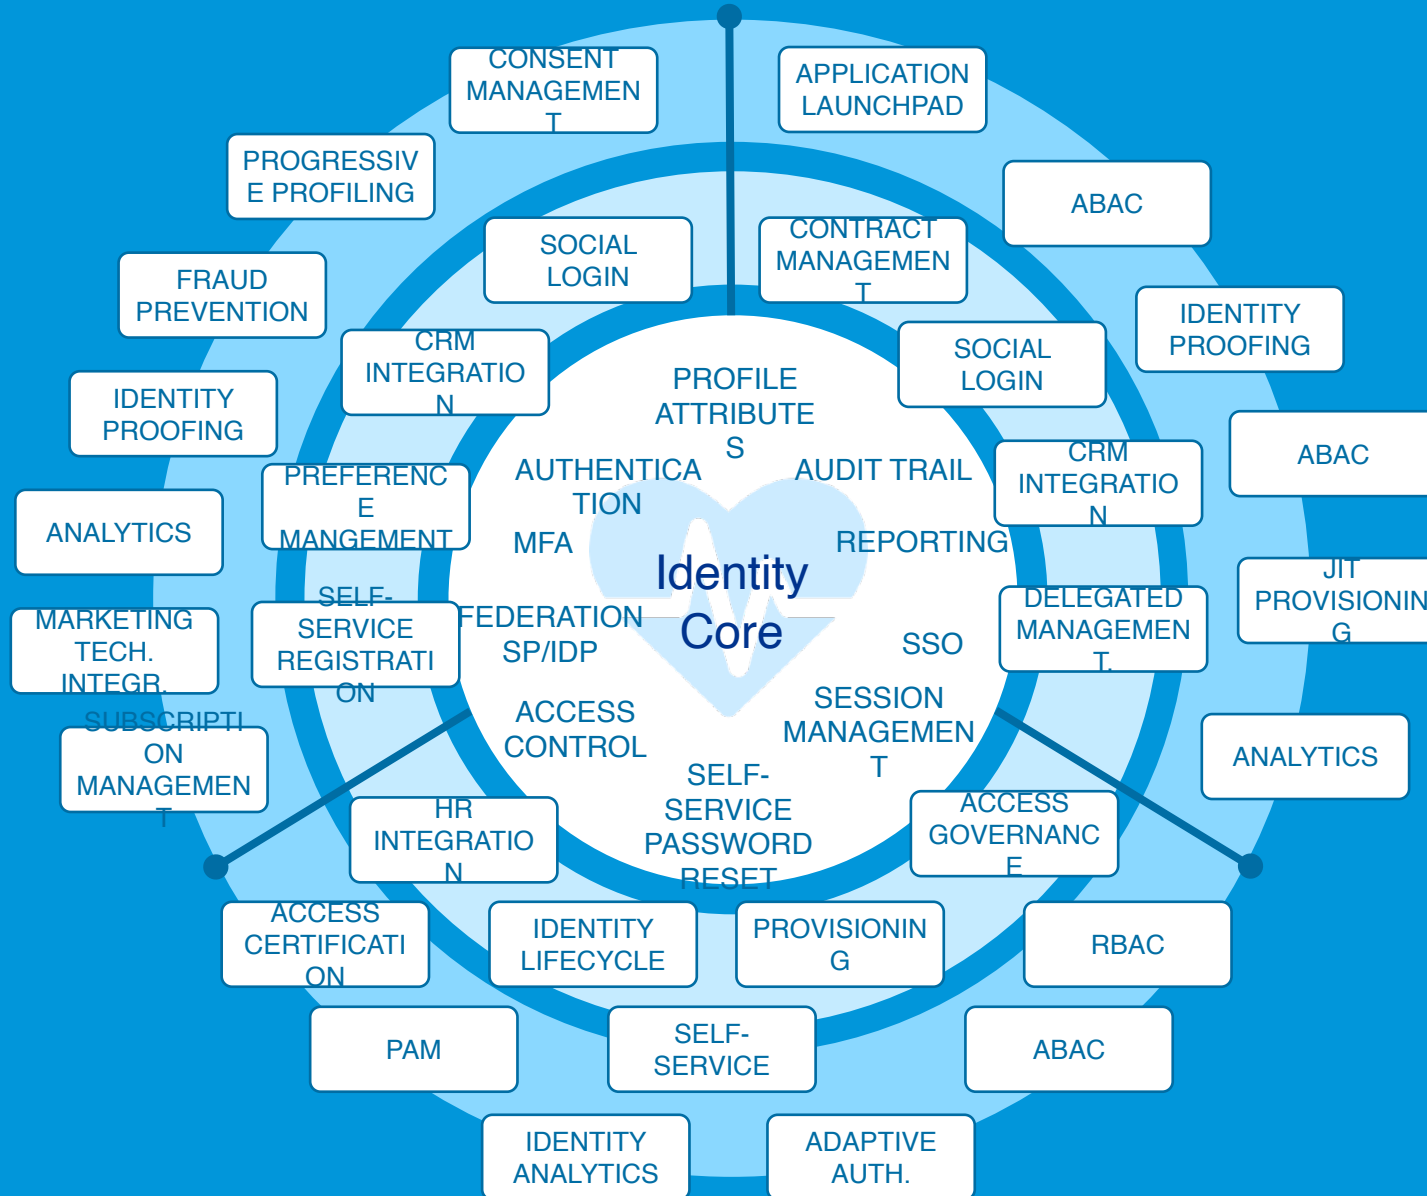 CONSENT
MANAGEMEN
T
APPLICATION
LAUNCHPAD
PROGRESSIV
E PROFILING
ABAC
SOCIAL
LOGIN
CONTRACT
MANAGEMEN
T
FRAUD
PREVENTION
IDENTITY
PROOFING
CRM
INTEGRATIO
N
SOCIAL
LOGIN
IDENTITY
PROOFING
PROFILE
ATTRIBUTE
S
ABAC
CRM
INTEGRATIO
N
PREFERENC
E
MANGEMENT
AUTHENTICA
TION
AUDIT TRAIL
ANALYTICS
MFA
REPORTING
Identity
Core
JIT
PROVISIONIN
G
MARKETING
TECH.
INTEGR.
SELF-
SERVICE
REGISTRATI
ON
FEDERATION
SP/IDP
SSO
DELEGATED
MANAGEMEN
T.
SUBSCRIPTI
ON
MANAGEMEN
T
ACCESS
CONTROL
SESSION
MANAGEMEN
T
ANALYTICS
HR
INTEGRATIO
N
SELF-
SERVICE
PASSWORD
RESET
ACCESS
GOVERNANC
E
ACCESS
CERTIFICATI
ON
IDENTITY
LIFECYCLE
PROVISIONIN
G
RBAC
PAM
SELF-
SERVICE
ABAC
IDENTITY
ANALYTICS
ADAPTIVE
AUTH.